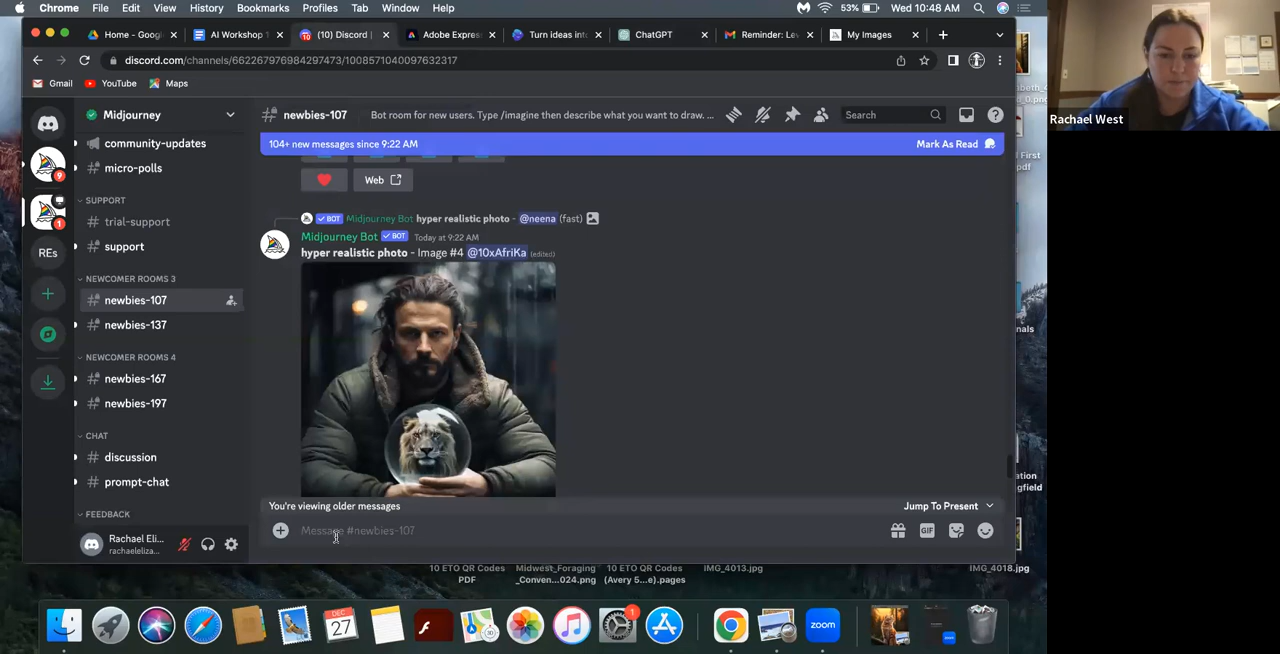 Chrome File Edit View History Bookmarks Profiles Tab Window Help
53% Wed 10:48 AM
Home - Googl
AI Workshop 1
(10) Discord |
Adobe Expres
Turn ideas int
ChatGPT
Reminder: Le
My Images
discord.com/channels/662267976984297473/1008571040097632317
Gmail YouTube Maps
Midjourney
newbies-107
Bot room for new users. Type /imagine then describe what you want to draw. ...
Search
104+ new messages since 9:22 AM
Mark As Read
community-updates
micro-polls
SUPPORT
trial-support
support
NEWCOMER ROOMS 3
newbies-107
newbies-137
NEWCOMER ROOMS 4
newbies-167
newbies-197
CHAT
discussion
prompt-chat
FEEDBACK
9
1
REs
Web
BOT Midjourney Bot hyper realistic photo - @neena (fast)
Midjourney Bot BOT Today at 9:22 AM
hyper realistic photo - Image #4 @10xAfriKa (edited)
You're viewing older messages
Jump To Present
Message #newbies-107
GIF
Rachael Eli...
rachaeleliza...
10 ETO QR Codes
PDF
Midwest_Foraging
_Conven...024.png
10 ETO QR Codes
(Avery 5...e).pages
IMG_4013.jpg
IMG_4018.jpg
DEC
27
1
zoom
Rachael West